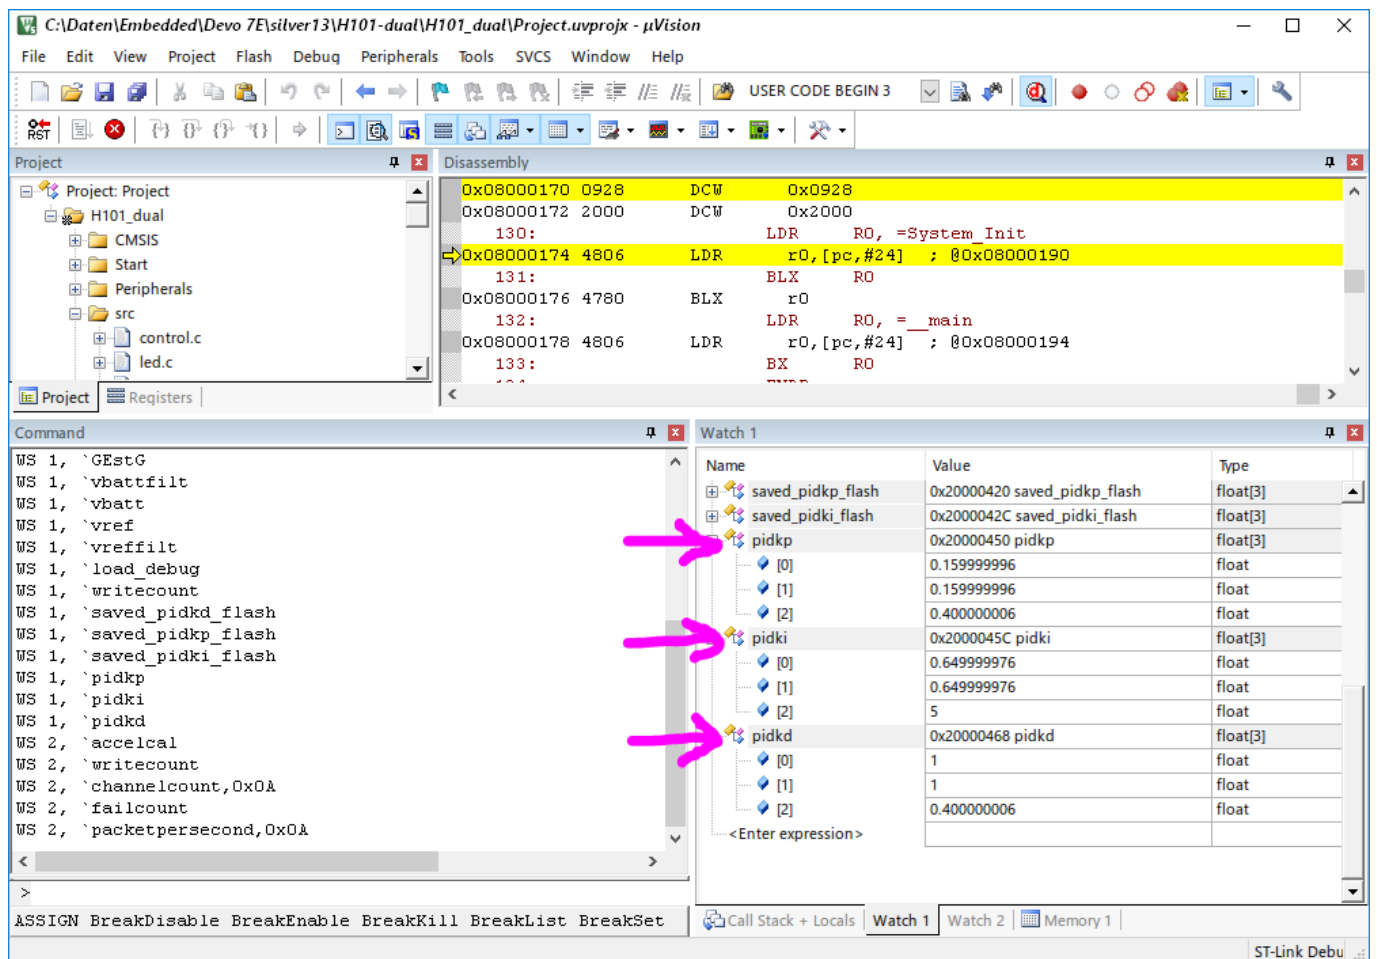 C:\Daten\Embedded\Devo 7E\silver13\H101-dual\H101_dual\Project.uvprojx - µVision
File Edit View Project Flash Debug Peripherals Tools SVCS Window Help
USER CODE BEGIN 3
RST
Project
Disassembly
Project: Project
H101_dual
CMSIS
Start
Peripherals
src
control.c
led.c
Project Registers
0x08000170 0928 DCW 0x0928
0x08000172 2000 DCW 0x2000
130: LDR R0, =System_Init
0x08000174 4806 LDR r0,[pc,#24] ; @0x08000190
131: BLX R0
0x08000176 4780 BLX r0
132: LDR R0, =__main
0x08000178 4806 LDR r0,[pc,#24] ; @0x08000194
133: BX R0
Command
WS 1, `GEstG
WS 1, `vbattfilt
WS 1, `vbatt
WS 1, `vref
WS 1, `vreffilt
WS 1, `load_debug
WS 1, `writecount
WS 1, `saved_pidkd_flash
WS 1, `saved_pidkp_flash
WS 1, `saved_pidki_flash
WS 1, `pidkp
WS 1, `pidki
WS 1, `pidkd
WS 2, `accelcal
WS 2, `writecount
WS 2, `channelcount,0x0A
WS 2, `failcount
WS 2, `packetpersecond,0x0A
>
ASSIGN BreakDisable BreakEnable BreakKill BreakList BreakSet
Watch 1
Name Value Type
saved_pidkp_flash 0x20000420 saved_pidkp_flash float[3]
saved_pidki_flash 0x2000042C saved_pidki_flash float[3]
pidkp 0x20000450 pidkp float[3]
[0] 0.159999996 float
[1] 0.159999996 float
[2] 0.400000006 float
pidki 0x2000045C pidki float[3]
[0] 0.649999976 float
[1] 0.649999976 float
[2] 5 float
pidkd 0x20000468 pidkd float[3]
[0] 1 float
[1] 1 float
[2] 0.400000006 float
<Enter expression>
Call Stack + Locals Watch 1 Watch 2 Memory 1
ST-Link Debu